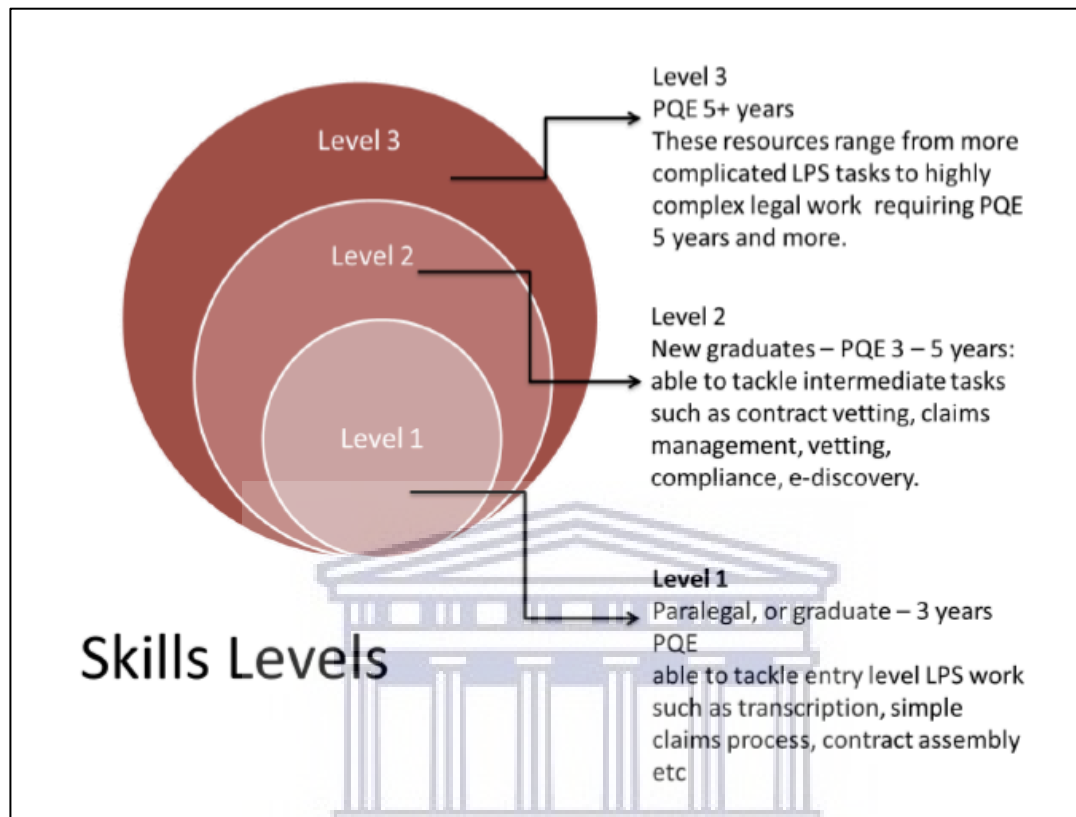 Level 3
Level 2
Level 1
Skills Levels
Level 3
PQE 5+ years
These resources range from more
complicated LPS tasks to highly
complex legal work requiring PQE
5 years and more.
Level 2
New graduates – PQE 3 – 5 years:
able to tackle intermediate tasks
such as contract vetting, claims
management, vetting,
compliance, e-discovery.
Level 1
Paralegal, or graduate – 3 years
PQE
able to tackle entry level LPS work
such as transcription, simple
claims process, contract assembly
etc